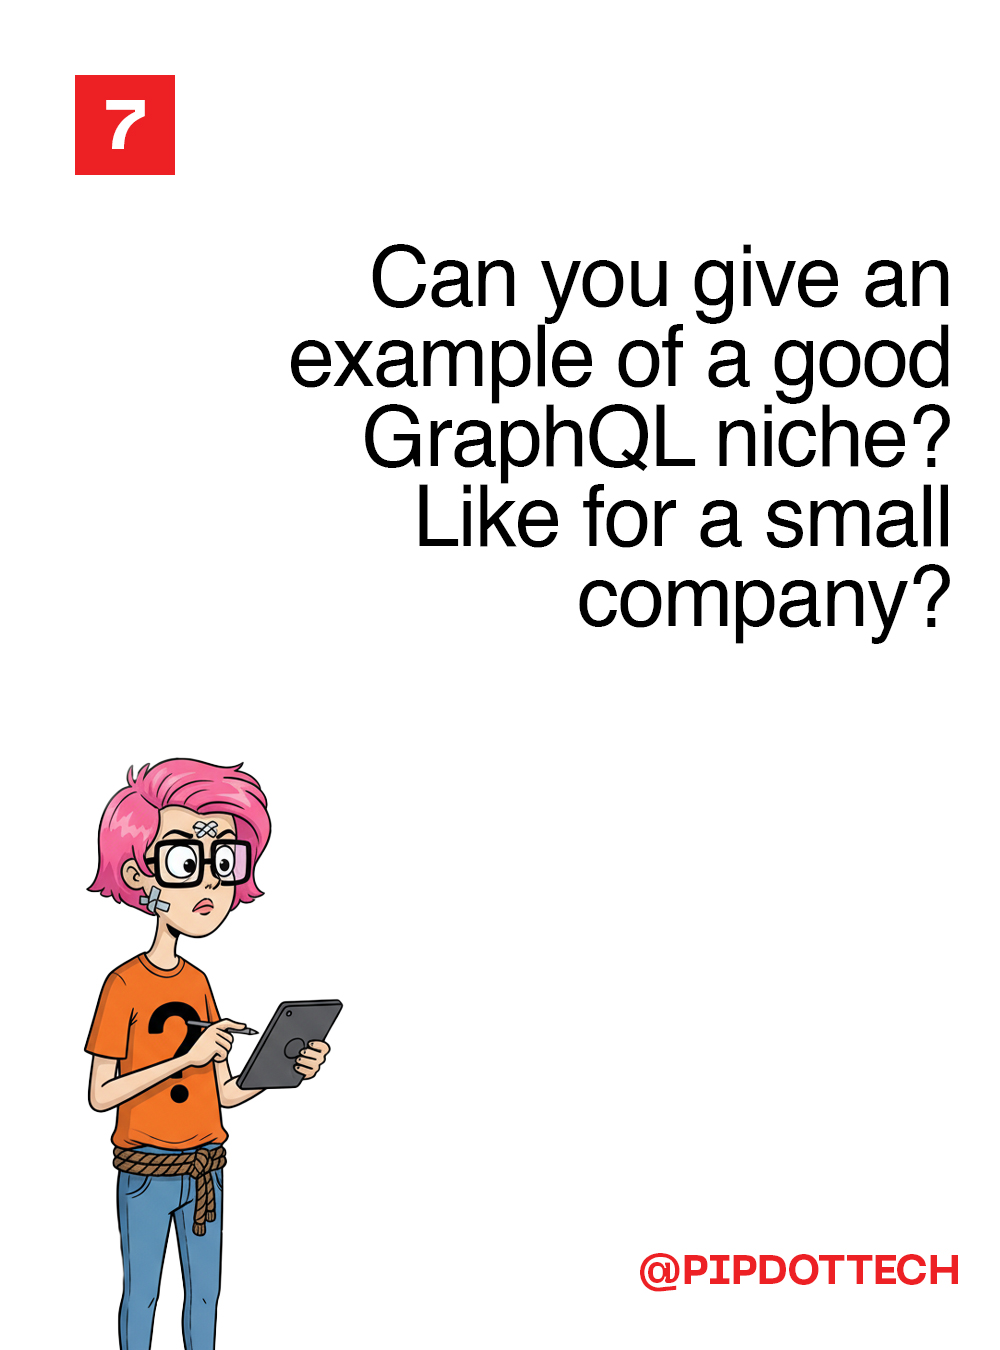 7
Can you give an
example of a good
GraphQL niche?
Like for a small
company?
?
@PIPDOTTECH